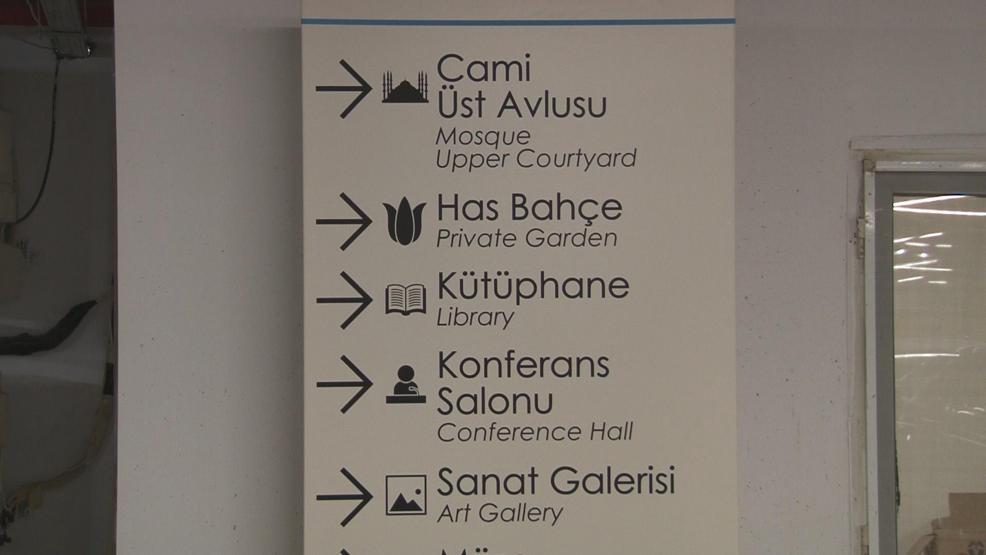 Cami
Üst Avlusu
Mosque
Upper Courtyard
Has Bahçe
Private Garden
Kütüphane
Library
Konferans
Salonu
Conference Hall
Sanat Galerisi
Art Gallery